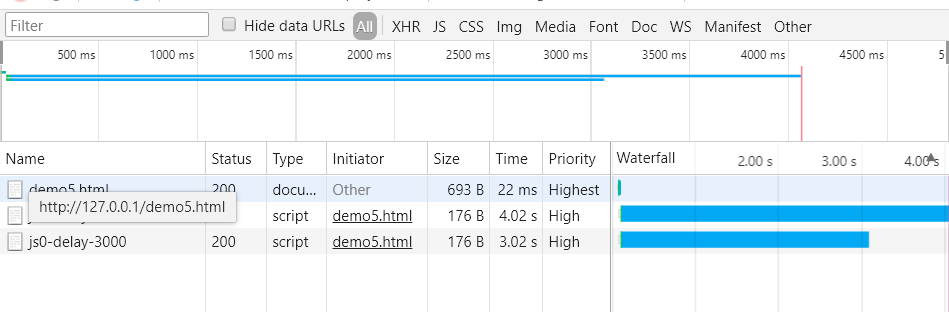 Filter Hide data URLs All XHR JS CSS Img Media Font Doc WS Manifest Other
500 ms 1000 ms 1500 ms 2000 ms 2500 ms 3000 ms 3500 ms 4000 ms 4500 ms 5
Name Status Type Initiator Size Time Priority Waterfall 2.00 s 3.00 s 4.00 s
demo5.html 200 docu... Other 693 B 22 ms Highest
http://127.0.0.1/demo5.html
script demo5.html 176 B 4.02 s High
js0-delay-3000 200 script demo5.html 176 B 3.02 s High